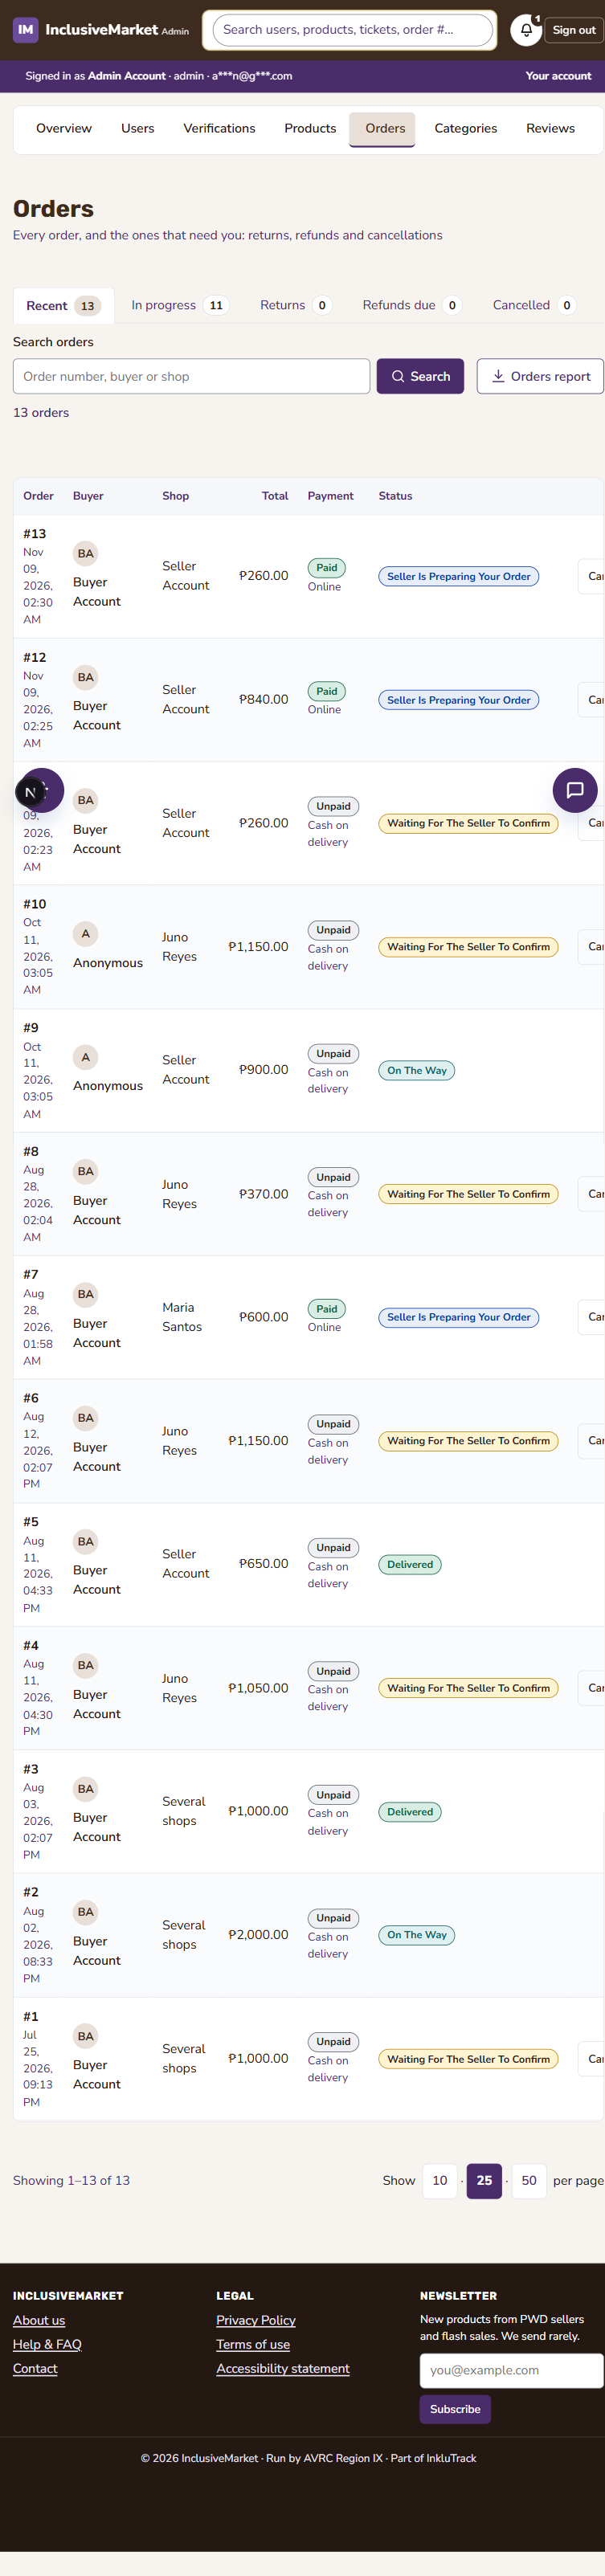 IM InclusiveMarket Admin Search users, products, tickets, order #... 1 Sign out
Signed in as Admin Account · admin · a***n@g***.com Your account
Overview Users Verifications Products Orders Categories Reviews
Orders
Every order, and the ones that need you: returns, refunds and cancellations
Recent 13 In progress 11 Returns 0 Refunds due 0 Cancelled 0
Search orders
Order number, buyer or shop Search Orders report
13 orders
Order Buyer Shop Total Payment Status
#13
Nov
09,
2026,
02:30
AM
BA
Buyer
Account
Seller
Account
₱260.00
Paid
Online
Seller Is Preparing Your Order
#12
Nov
09,
2026,
02:25
AM
BA
Buyer
Account
Seller
Account
₱840.00
Paid
Online
Seller Is Preparing Your Order
N
09,
2026,
02:23
AM
BA
Buyer
Account
Seller
Account
₱260.00
Unpaid
Cash on
delivery
Waiting For The Seller To Confirm
#10
Oct
11,
2026,
03:05
AM
A
Anonymous
Juno
Reyes
₱1,150.00
Unpaid
Cash on
delivery
Waiting For The Seller To Confirm
#9
Oct
11,
2026,
03:05
AM
A
Anonymous
Seller
Account
₱900.00
Unpaid
Cash on
delivery
On The Way
#8
Aug
28,
2026,
02:04
AM
BA
Buyer
Account
Juno
Reyes
₱370.00
Unpaid
Cash on
delivery
Waiting For The Seller To Confirm
#7
Aug
28,
2026,
01:58
AM
BA
Buyer
Account
Maria
Santos
₱600.00
Paid
Online
Seller Is Preparing Your Order
#6
Aug
12,
2026,
02:07
PM
BA
Buyer
Account
Juno
Reyes
₱1,150.00
Unpaid
Cash on
delivery
Waiting For The Seller To Confirm
#5
Aug
11,
2026,
04:33
PM
BA
Buyer
Account
Seller
Account
₱650.00
Unpaid
Cash on
delivery
Delivered
#4
Aug
11,
2026,
04:30
PM
BA
Buyer
Account
Juno
Reyes
₱1,050.00
Unpaid
Cash on
delivery
Waiting For The Seller To Confirm
#3
Aug
03,
2026,
02:07
PM
BA
Buyer
Account
Several
shops
₱1,000.00
Unpaid
Cash on
delivery
Delivered
#2
Aug
02,
2026,
08:33
PM
BA
Buyer
Account
Several
shops
₱2,000.00
Unpaid
Cash on
delivery
On The Way
#1
Jul
25,
2026,
09:13
PM
BA
Buyer
Account
Several
shops
₱1,000.00
Unpaid
Cash on
delivery
Waiting For The Seller To Confirm
Showing 1–13 of 13 Show 10 · 25 · 50 per page
INCLUSIVEMARKET
About us
Help & FAQ
Contact
LEGAL
Privacy Policy
Terms of use
Accessibility statement
NEWSLETTER
New products from PWD sellers
and flash sales. We send rarely.
you@example.com
Subscribe
© 2026 InclusiveMarket · Run by AVRC Region IX · Part of InkluTrack